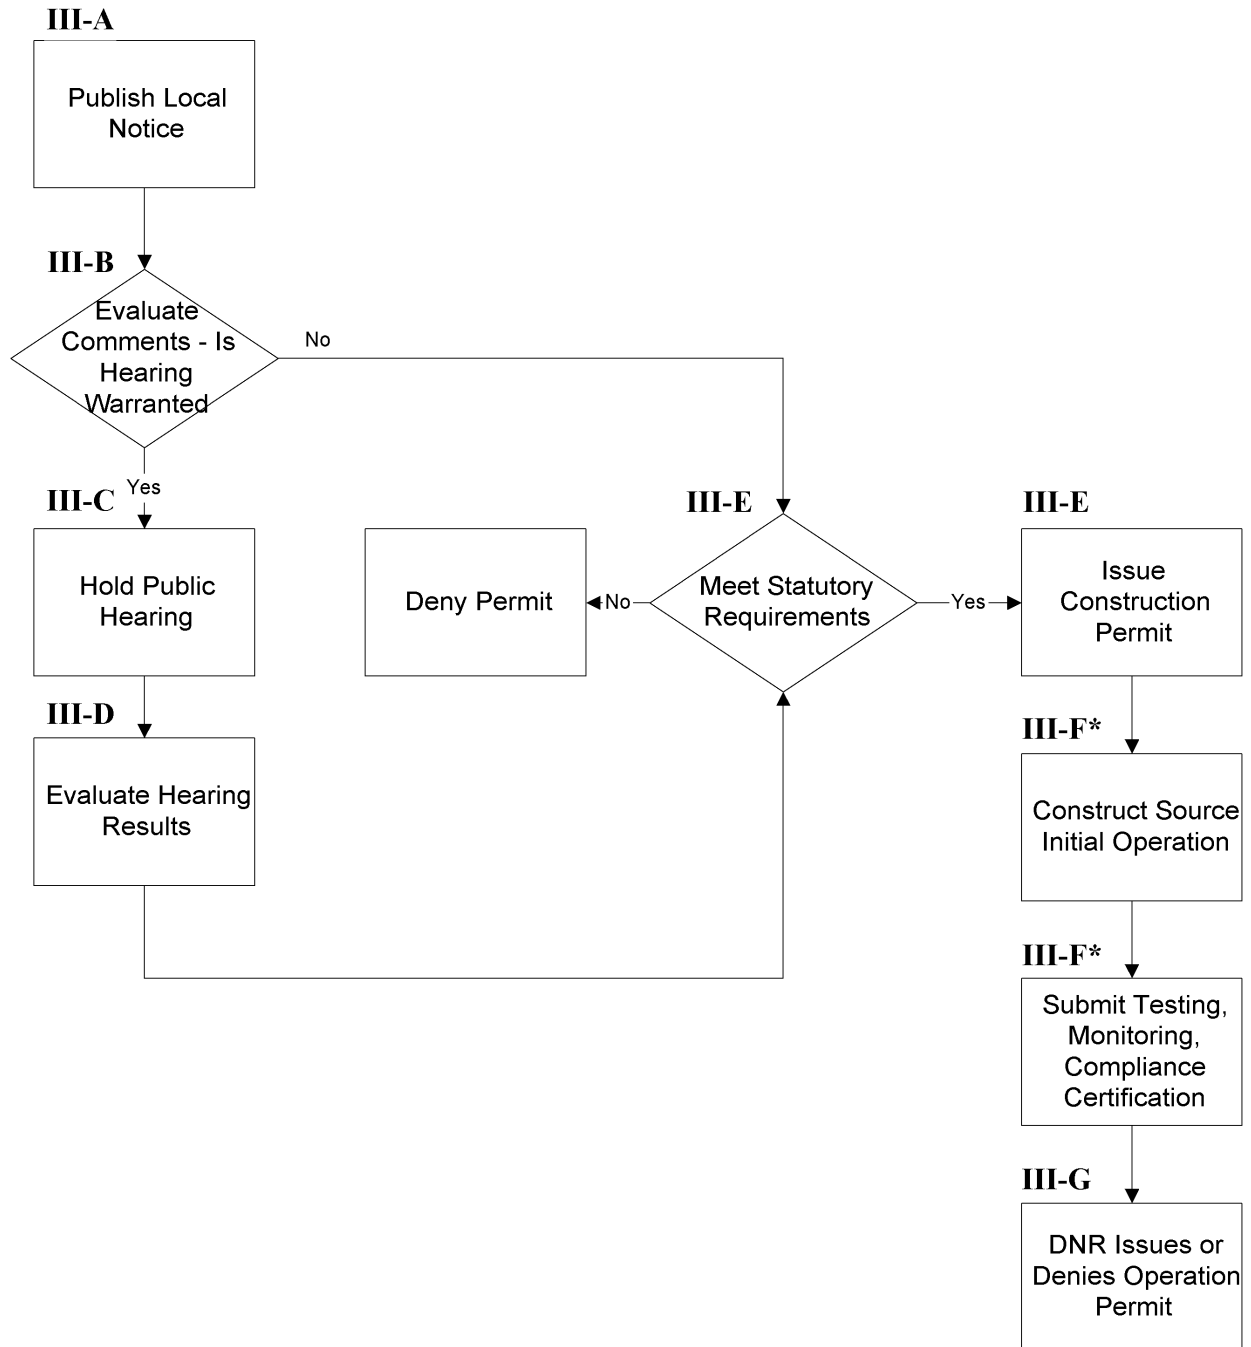 III-A
Publish Local
Notice
III-B
Evaluate
Comments - Is
Hearing
Warranted
No
Yes
III-C
Hold Public
Hearing
III-D
Evaluate Hearing
Results
Deny Permit
No
III-E
Meet Statutory
Requirements
Yes
III-E
Issue
Construction
Permit
III-F*
Construct Source
Initial Operation
III-F*
Submit Testing,
Monitoring,
Compliance
Certification
III-G
DNR Issues or
Denies Operation
Permit